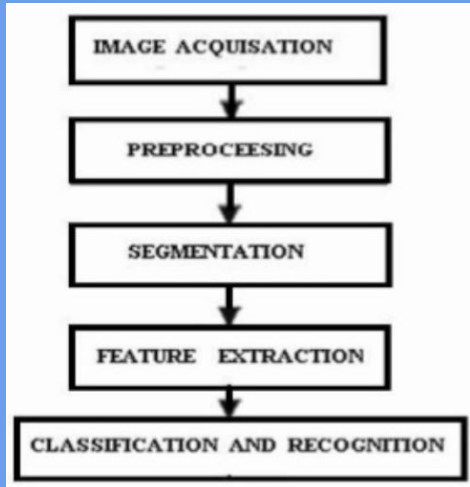 IMAGE ACQUISATION
PREPROCEESING
SEGMENTATION
FEATURE EXTRACTION
CLASSIFICATION AND RECOGNITION